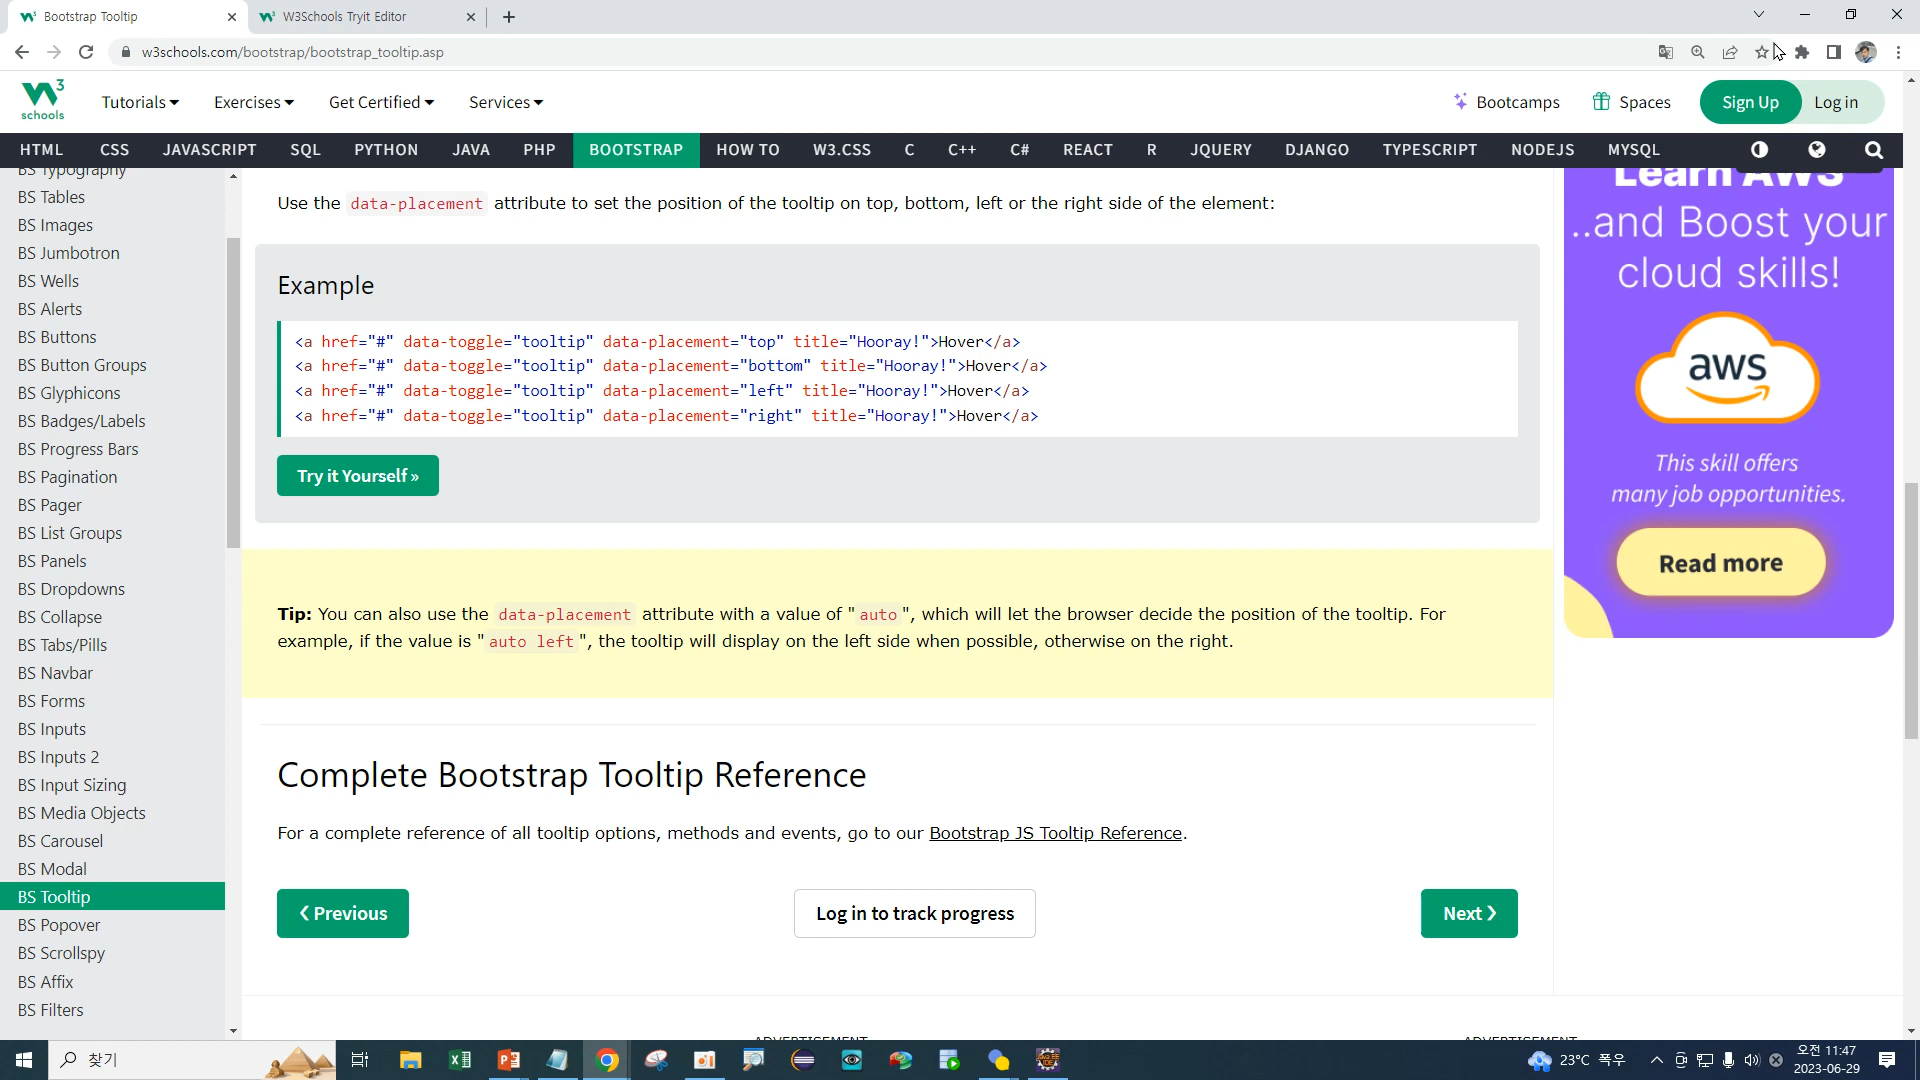 Bootstrap Tooltip
W3Schools Tryit Editor
w3schools.com/bootstrap/bootstrap_tooltip.asp
3
schools
Tutorials
Exercises
Get Certified
Services
Bootcamps
Spaces
Sign Up
Log in
HTML CSS JAVASCRIPT SQL PYTHON JAVA PHP BOOTSTRAP HOW TO W3.CSS C C++ C# REACT R JQUERY DJANGO TYPESCRIPT NODEJS MYSQL
BS Typography
BS Tables
BS Images
BS Jumbotron
BS Wells
BS Alerts
BS Buttons
BS Button Groups
BS Glyphicons
BS Badges/Labels
BS Progress Bars
BS Pagination
BS Pager
BS List Groups
BS Panels
BS Dropdowns
BS Collapse
BS Tabs/Pills
BS Navbar
BS Forms
BS Inputs
BS Inputs 2
BS Input Sizing
BS Media Objects
BS Carousel
BS Modal
BS Tooltip
BS Popover
BS Scrollspy
BS Affix
BS Filters
Use the data-placement attribute to set the position of the tooltip on top, bottom, left or the right side of the element:
Example
<a href="#" data-toggle="tooltip" data-placement="top" title="Hooray!">Hover</a>
<a href="#" data-toggle="tooltip" data-placement="bottom" title="Hooray!">Hover</a>
<a href="#" data-toggle="tooltip" data-placement="left" title="Hooray!">Hover</a>
<a href="#" data-toggle="tooltip" data-placement="right" title="Hooray!">Hover</a>
Try it Yourself »
Tip: You can also use the data-placement attribute with a value of "auto", which will let the browser decide the position of the tooltip. For
example, if the value is "auto left", the tooltip will display on the left side when possible, otherwise on the right.
Complete Bootstrap Tooltip Reference
For a complete reference of all tooltip options, methods and events, go to our Bootstrap JS Tooltip Reference.
❮ Previous
Log in to track progress
Next ❯
ADVERTISEMENT
Learn AWS
..and Boost your
cloud skills!
aws
This skill offers
many job opportunities.
Read more
ADVERTISEMENT
찾기
23°C 폭우
오전 11:47
2023-06-29